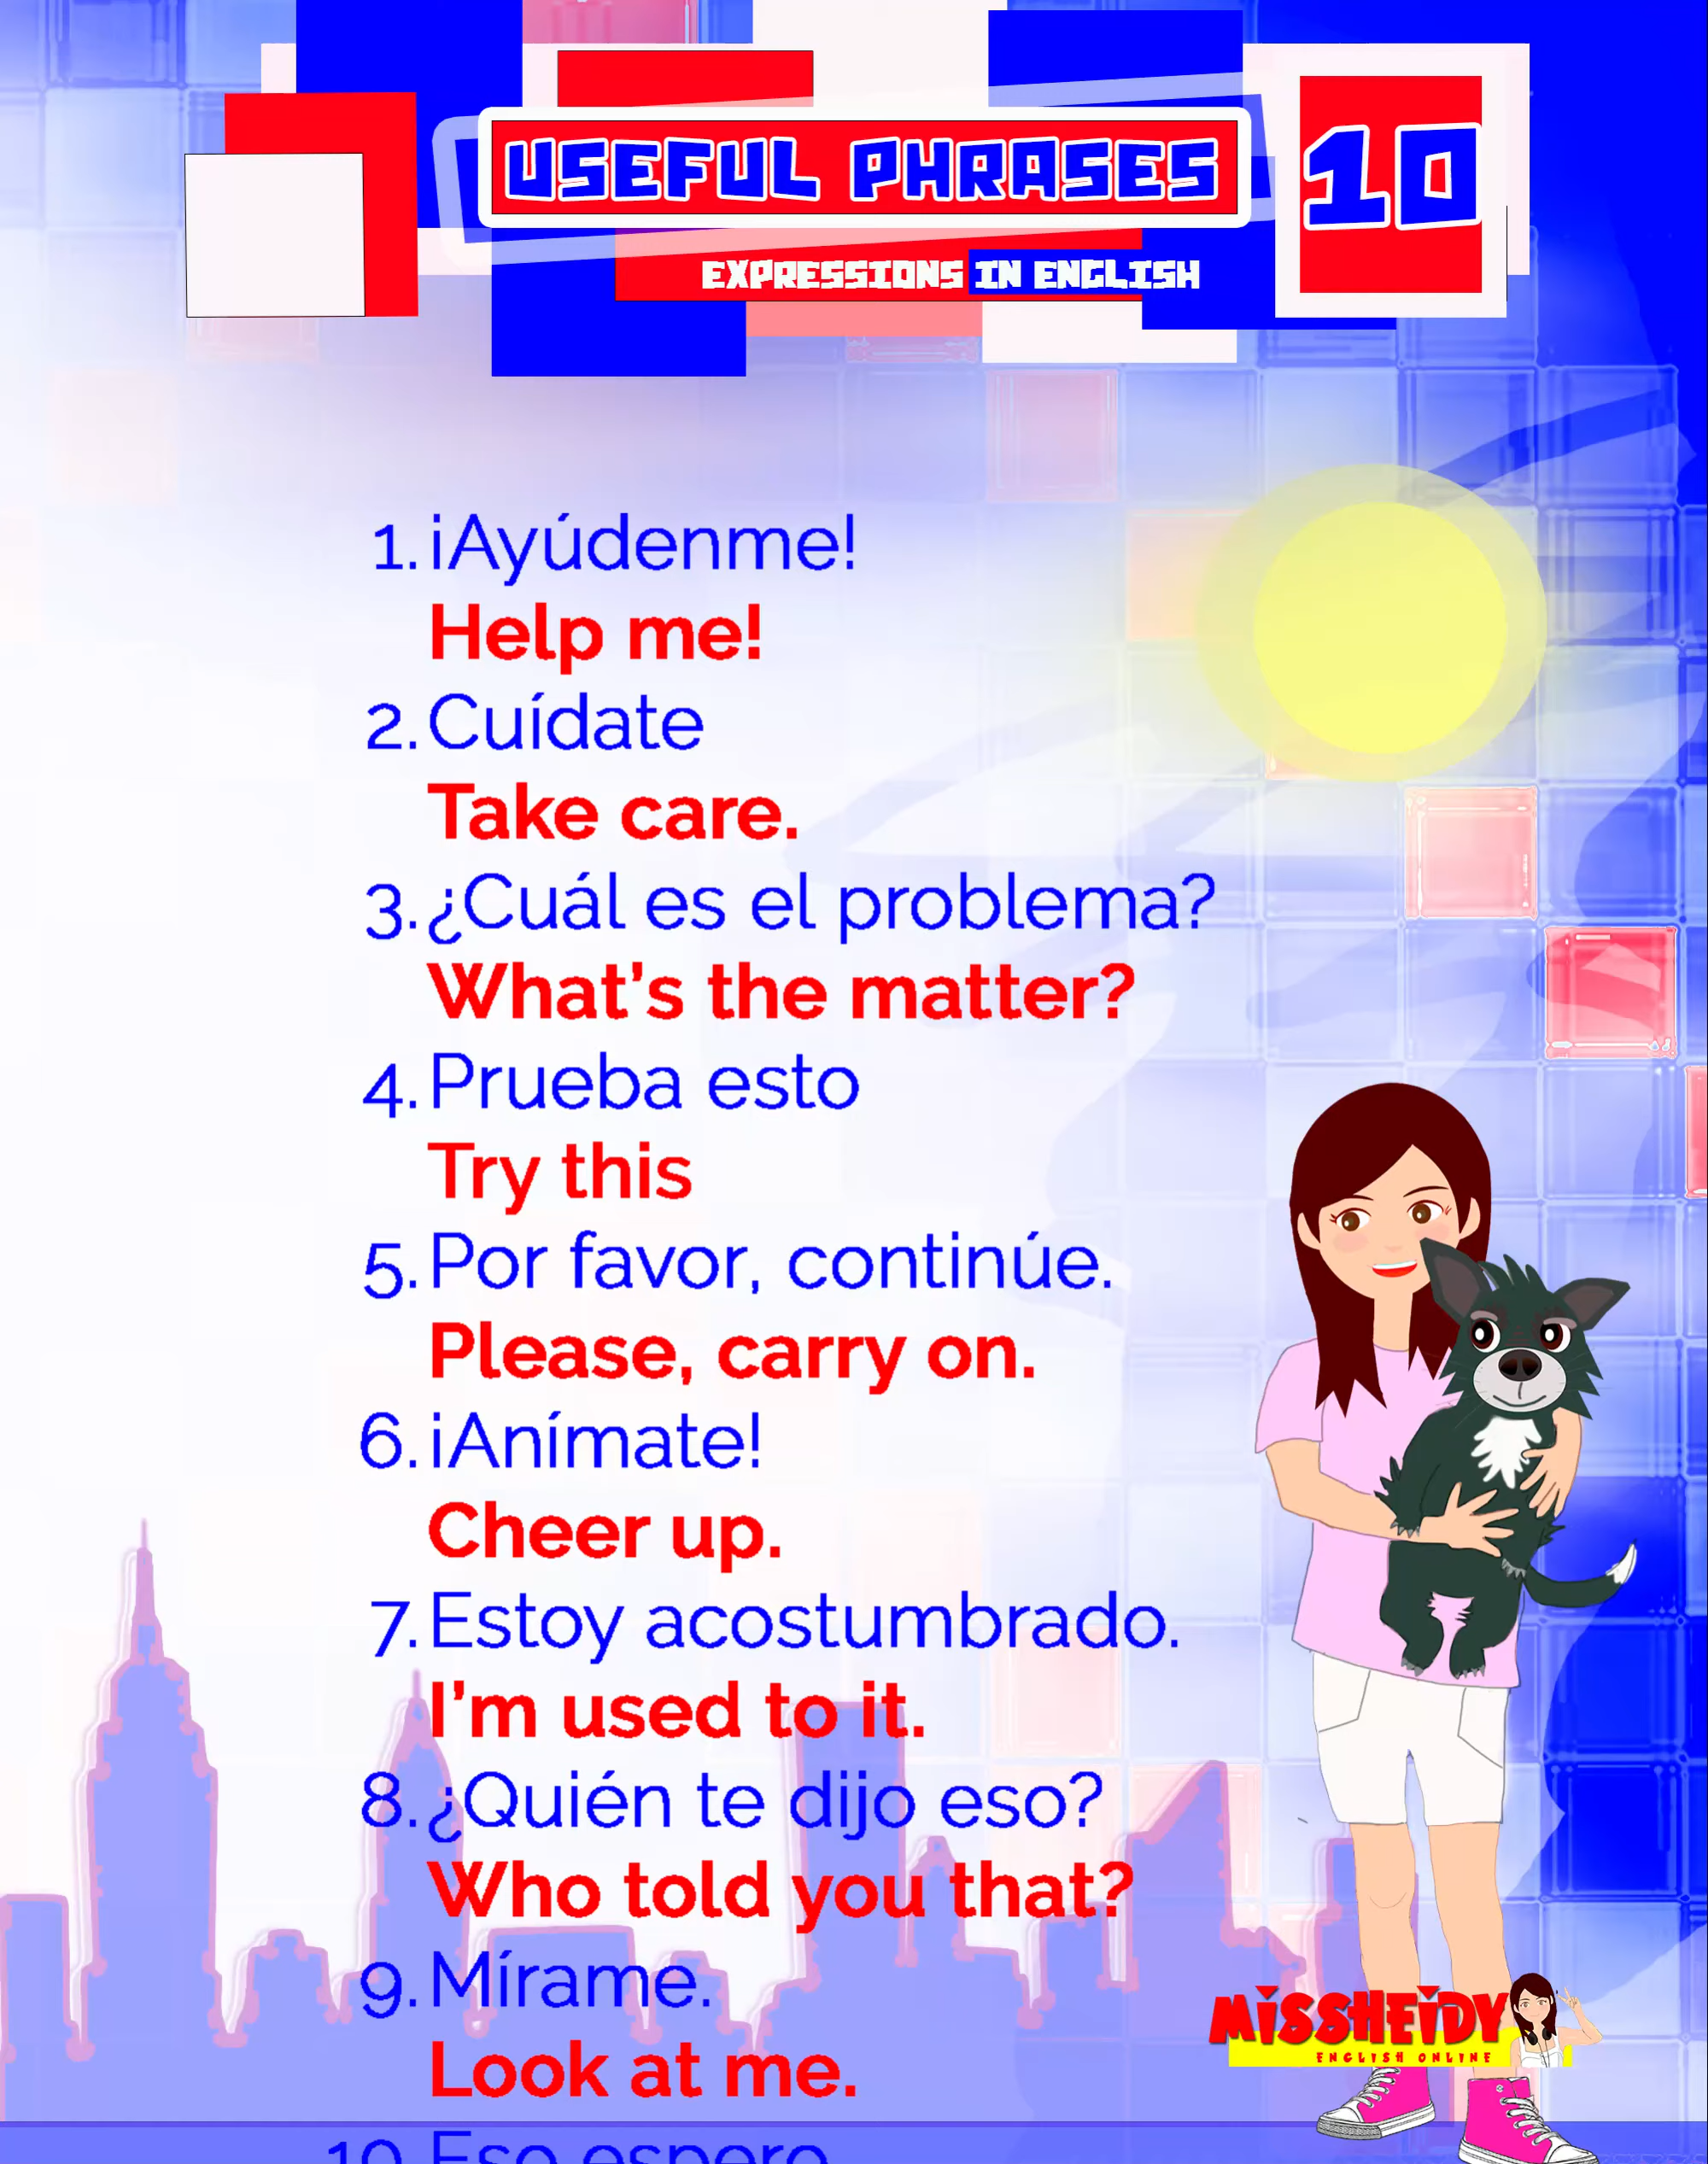 USEFUL PHRASES
10
EXPRESSIONS IN ENGLISH
1. ¡Ayúdenme!
Help me!
2. Cuídate
Take care.
3. ¿Cuál es el problema?
What's the matter?
4. Prueba esto
Try this
5. Por favor, continúe.
Please, carry on.
6. ¡Anímate!
Cheer up.
7. Estoy acostumbrado.
I'm used to it.
8. ¿Quién te dijo eso?
Who told you that?
9. Mírame.
Look at me.
10. Eso espero
MISSHEIDY
ENGLISH ONLINE